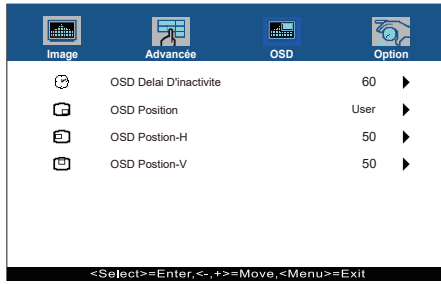 Image Advancée OSD Option
OSD Delai D'inactivite 60
OSD Position User
OSD Postion-H 50
OSD Postion-V 50
<Select>=Enter,<-,+>=Move,<Menu>=Exit